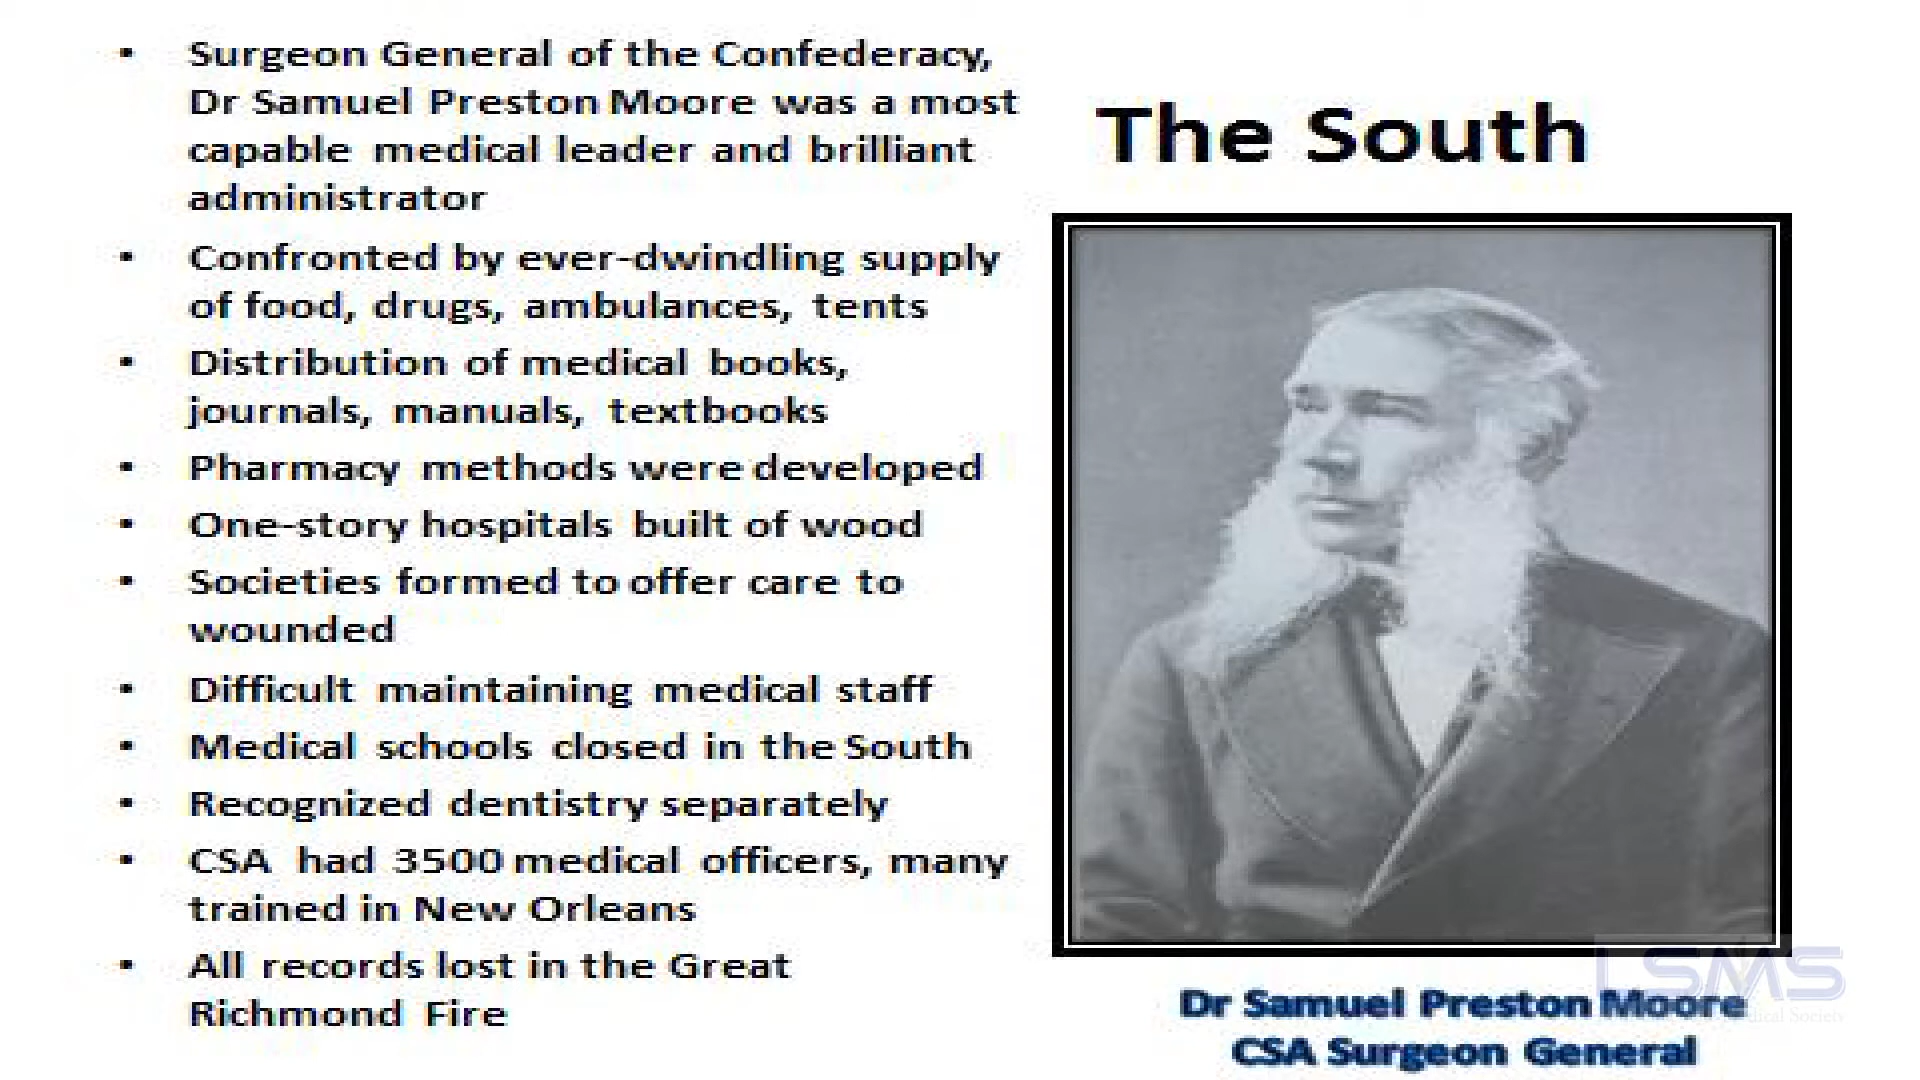 • Surgeon General of the Confederacy,
Dr Samuel Preston Moore was a most
capable medical leader and brilliant
administrator
• Confronted by ever-dwindling supply
of food, drugs, ambulances, tents
• Distribution of medical books,
journals, manuals, textbooks
• Pharmacy methods were developed
• One-story hospitals built of wood
• Societies formed to offer care to
wounded
• Difficult maintaining medical staff
• Medical schools closed in the South
• Recognized dentistry separately
• CSA had 3500 medical officers, many
trained in New Orleans
• All records lost in the Great
Richmond Fire
The South
Dr Samuel Preston Moore
CSA Surgeon General
LSMS
Medical Society